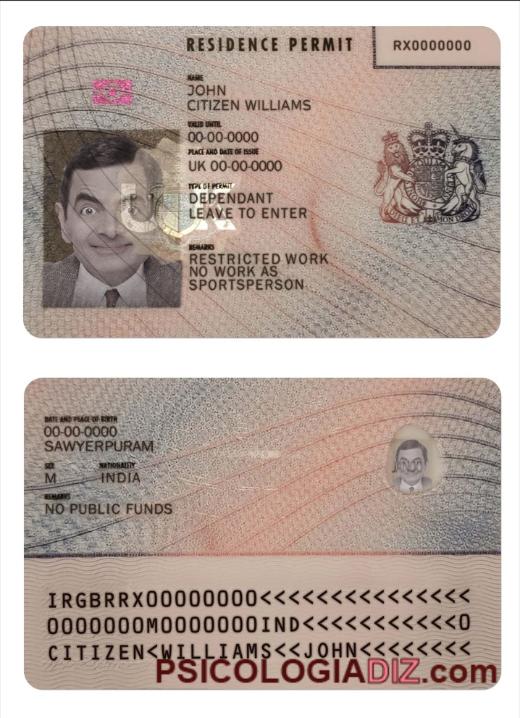 RESIDENCE PERMIT
RX0000000
NAME
JOHN
CITIZEN WILLIAMS
VALID UNTIL
00-00-0000
PLACE AND DATE OF ISSUE
UK 00-00-0000
TYPE OF PERMIT
DEPENDANT
LEAVE TO ENTER
REMARKS
RESTRICTED WORK
NO WORK AS
SPORTSPERSON
UK
DATE AND PLACE OF BIRTH
00-00-0000
SAWYERPURAM
SEX NATIONALITY
M INDIA
REMARKS
NO PUBLIC FUNDS
IRGBRRX00000000<<<<<<<<<<<<<<<
0000000M0000000IND<<<<<<<<<<<0
CITIZEN<WILLIAMS<<JOHN<<<<<<<<
PSICOLOGIADIZ.com